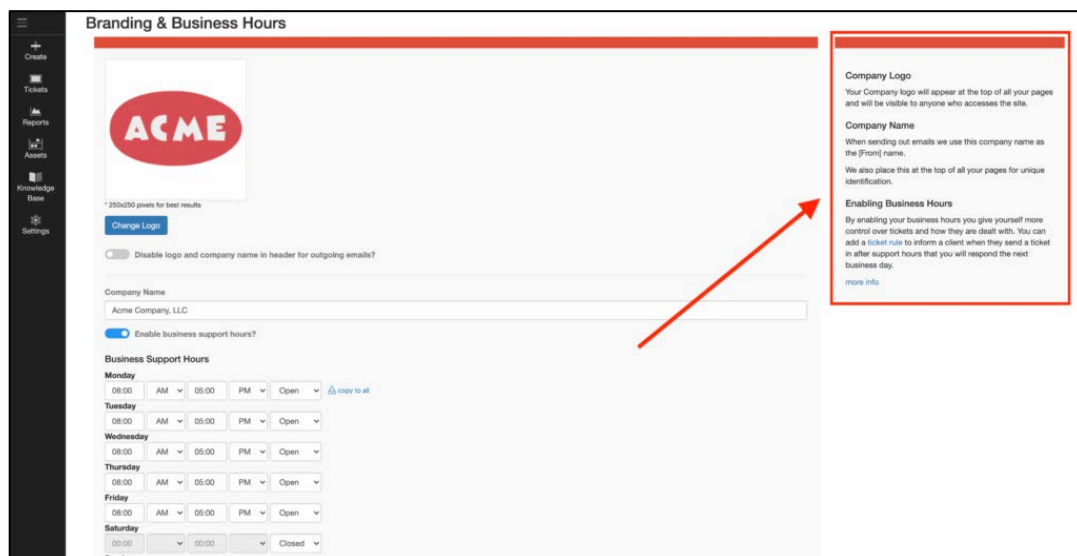 Branding & Business Hours
Create
Tickets
Reports
Assets
Knowledge
Base
Settings
ACME
* 250x250 pixels for best results
Change Logo
Disable logo and company name in header for outgoing emails?
Company Name
Acme Company, LLC
Enable business support hours?
Business Support Hours
Monday
08:00 AM 05:00 PM Open copy to all
Tuesday
08:00 AM 05:00 PM Open
Wednesday
08:00 AM 05:00 PM Open
Thursday
08:00 AM 05:00 PM Open
Friday
08:00 AM 05:00 PM Open
Saturday
00:00 00:00 Closed
Company Logo
Your Company logo will appear at the top of all your pages
and will be visible to anyone who accesses the site.
Company Name
When sending out emails we use this company name as
the [From] name.
We also place this at the top of all your pages for unique
identification.
Enabling Business Hours
By enabling your business hours you give yourself more
control over tickets and how they are dealt with. You can
add a ticket rule to inform a client when they send a ticket
in after support hours that you will respond the next
business day.
more info